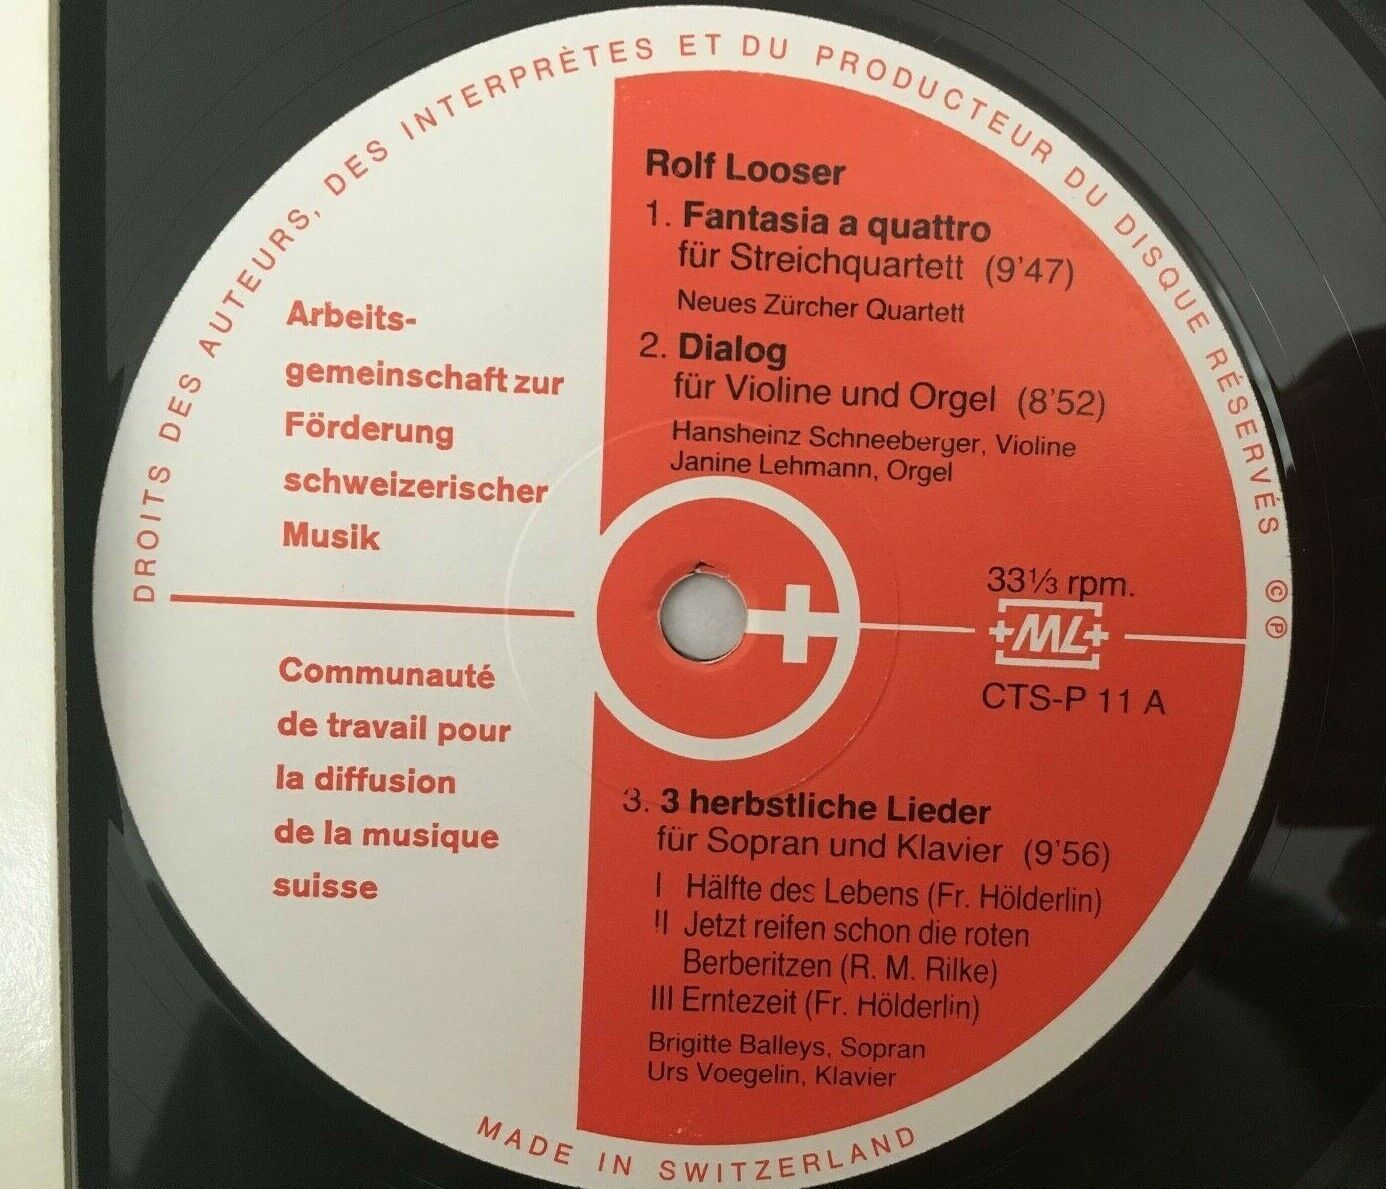 DROITS DES AUTEURS, DES INTERPRÈTES ET DU PRODUCTEUR DU DISQUE RÉSERVÉS © ℗
Arbeits-
gemeinschaft zur
Förderung
schweizerischer
Musik
Communauté
de travail pour
la diffusion
de la musique
suisse
Rolf Looser
1. Fantasia a quattro
für Streichquartett (9'47)
Neues Zürcher Quartett
2. Dialog
für Violine und Orgel (8'52)
Hansheinz Schneeberger, Violine
Janine Lehmann, Orgel
33⅓ rpm.
+ML+
CTS-P 11 A
3. 3 herbstliche Lieder
für Sopran und Klavier (9'56)
I Hälfte des Lebens (Fr. Hölderlin)
II Jetzt reifen schon die roten
Berberitzen (R. M. Rilke)
III Erntezeit (Fr. Hölderlin)
Brigitte Balleys, Sopran
Urs Voegelin, Klavier
MADE IN SWITZERLAND